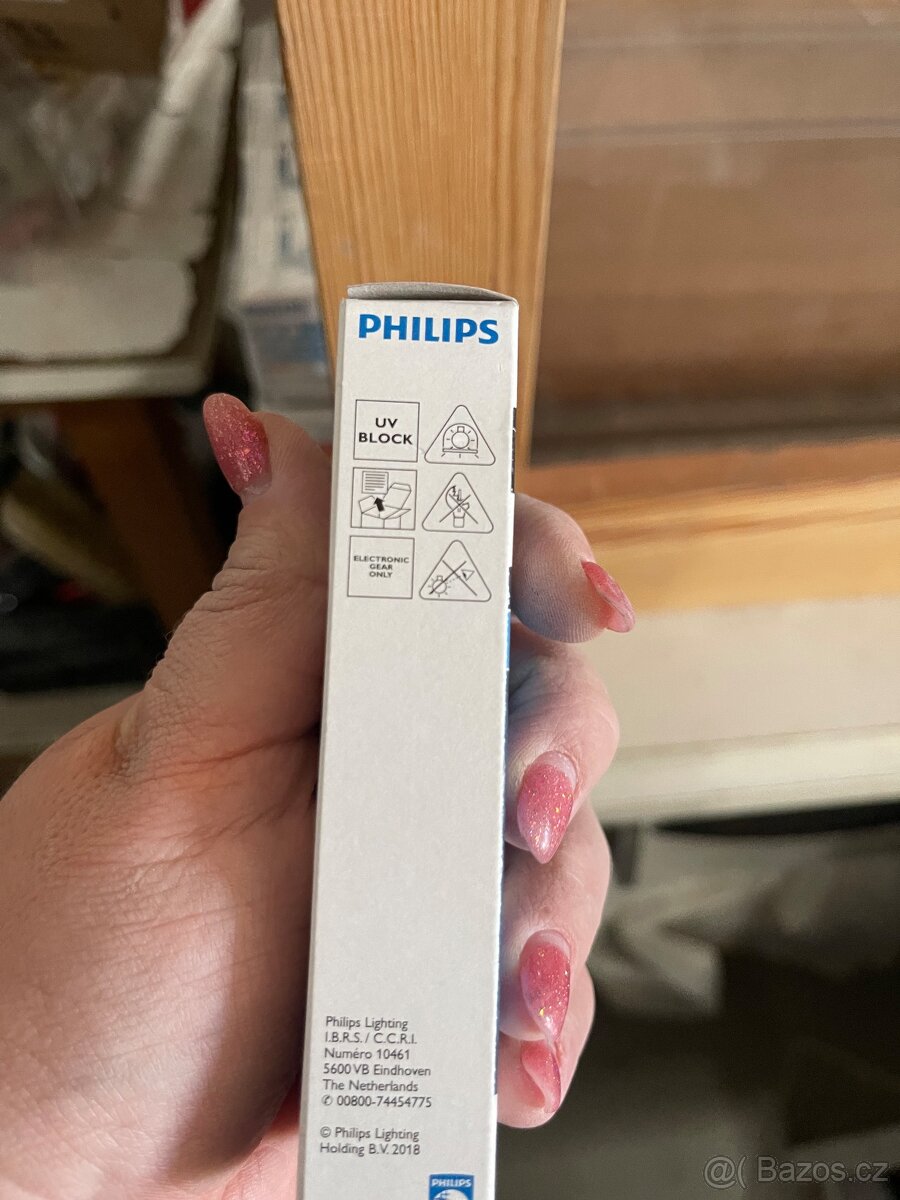 PHILIPS
UV
BLOCK
ELECTRONIC
GEAR
ONLY
Philips Lighting
I.B.R.S. / C.C.R.I.
Numéro 10461
5600 VB Eindhoven
The Netherlands
✆ 00800-74454775
© Philips Lighting
Holding B.V. 2018
PHILIPS
@( Bazos.cz